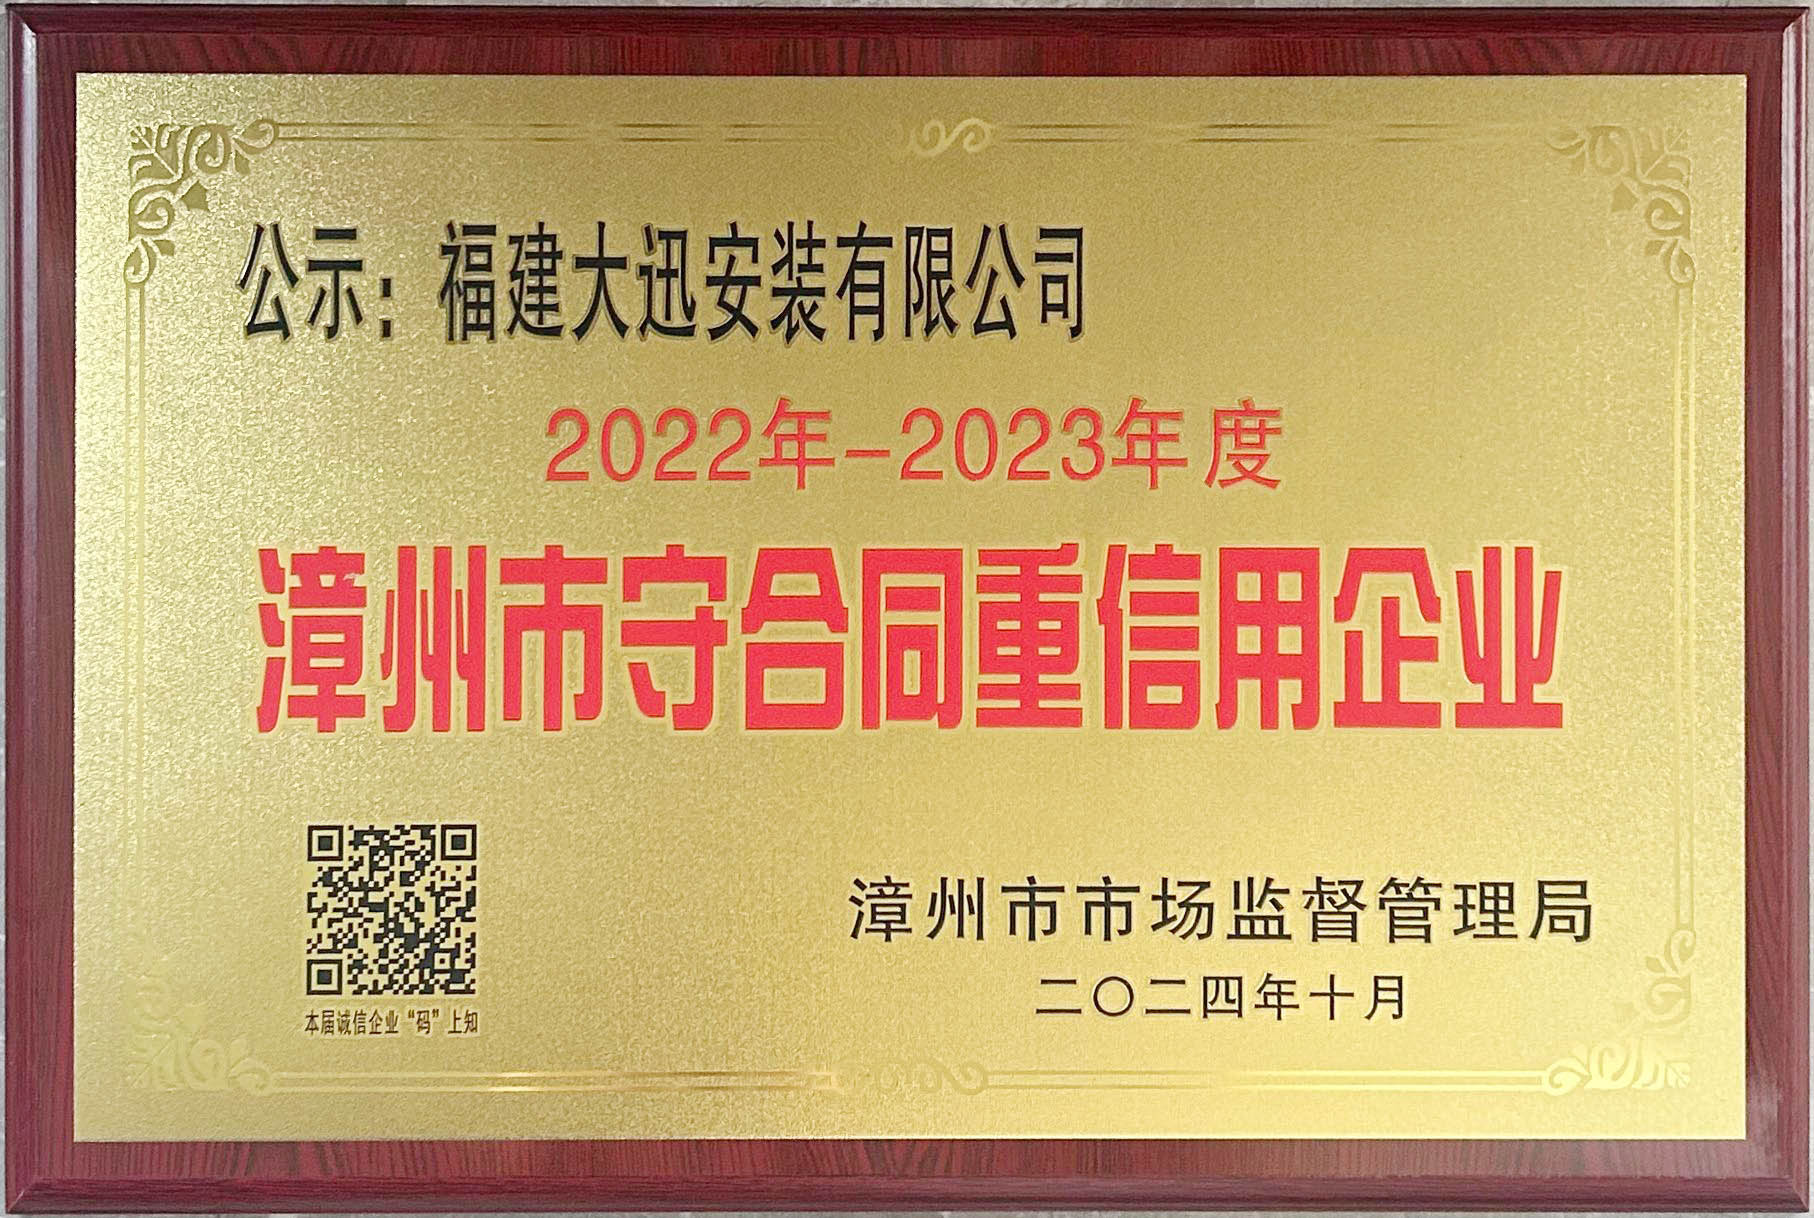 公示：福建大迅安装有限公司
2022年-2023年度
漳州市守合同重信用企业
漳州市市场监督管理局
二〇二四年十月
本届诚信企业“码”上知